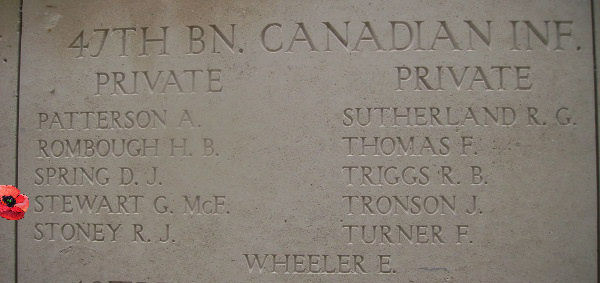 47TH BN. CANADIAN INF.
PRIVATE
PATTERSON A.
ROMBOUGH H. B.
SPRING D. J.
STEWART G. McF.
STONEY R. J.
PRIVATE
SUTHERLAND R. G.
THOMAS F.
TRIGGS R. B.
TRONSON J.
TURNER F.
WHEELER E.